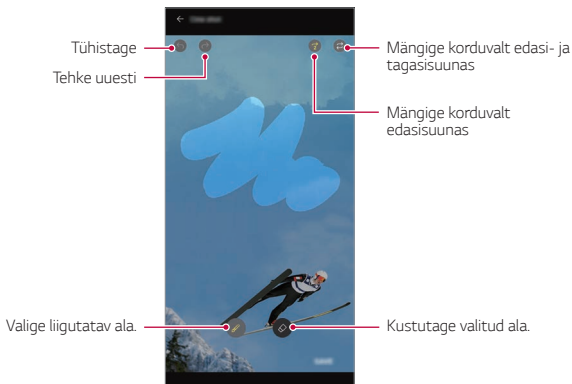 Tühistage
Tehke uuesti
Mängige korduvalt edasi- ja
tagasisuunas
Mängige korduvalt
edasisuunas
Valige liigutatav ala.
Kustutage valitud ala.